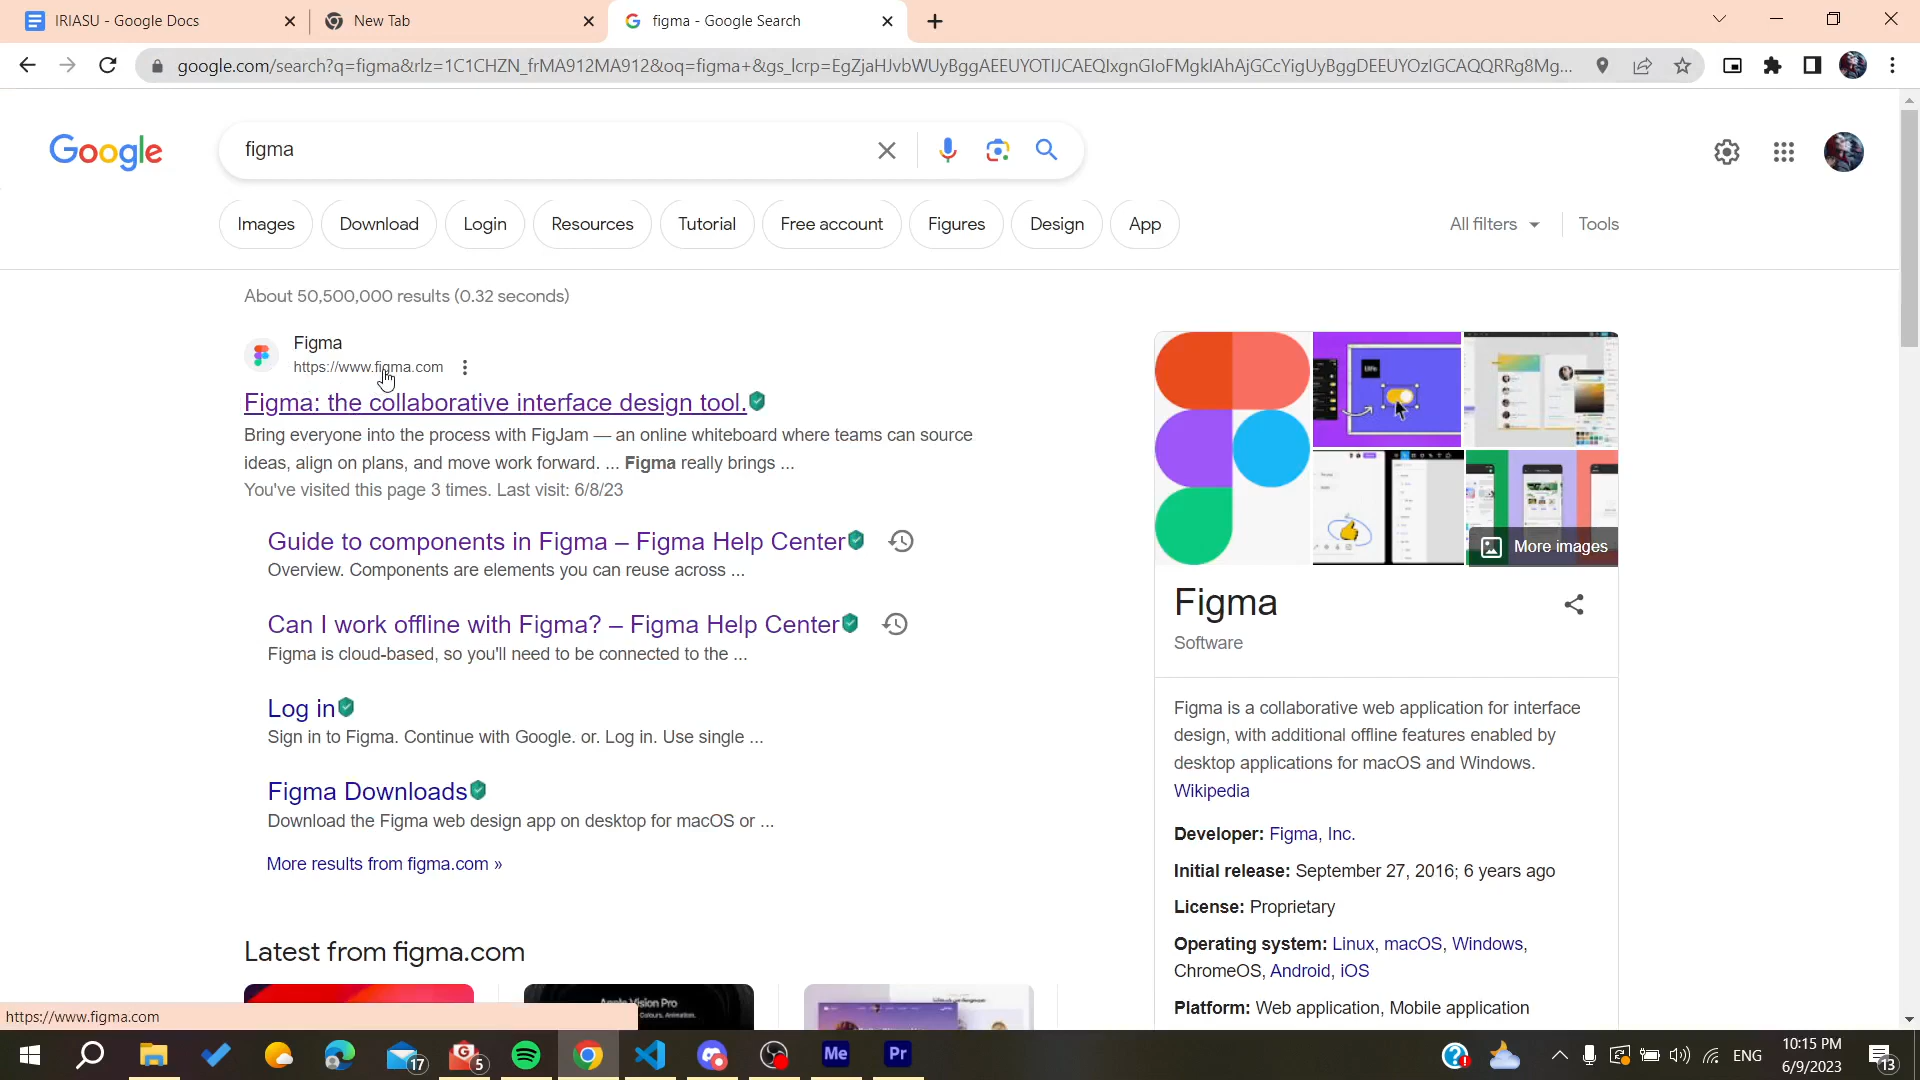 IRIASU - Google Docs
New Tab
figma - Google Search
google.com/search?q=figma&rlz=1C1CHZN_frMA912MA912&oq=figma+&gs_lcrp=EgZjaHJvbWUyBggAEEUYOTIJCAEQIxgnGIoFMgkIAhAjGCcYigUyBggDEEUYOzIGCAQQRRg8Mg...
Google
figma
Images
Download
Login
Resources
Tutorial
Free account
Figures
Design
App
All filters
Tools
About 50,500,000 results (0.32 seconds)
Figma
https://www.figma.com
Figma: the collaborative interface design tool.
Bring everyone into the process with FigJam — an online whiteboard where teams can source
ideas, align on plans, and move work forward. ... Figma really brings ...
You've visited this page 3 times. Last visit: 6/8/23
Guide to components in Figma – Figma Help Center
Overview. Components are elements you can reuse across ...
Can I work offline with Figma? – Figma Help Center
Figma is cloud-based, so you'll need to be connected to the ...
Log in
Sign in to Figma. Continue with Google. or. Log in. Use single ...
Figma Downloads
Download the Figma web design app on desktop for macOS or ...
More results from figma.com »
Latest from figma.com
Apple Vision Pro
More images
Figma
Software
Figma is a collaborative web application for interface
design, with additional offline features enabled by
desktop applications for macOS and Windows.
Wikipedia
Developer: Figma, Inc.
Initial release: September 27, 2016; 6 years ago
License: Proprietary
Operating system: Linux, macOS, Windows,
ChromeOS, Android, iOS
Platform: Web application, Mobile application
https://www.figma.com
17
5
Me
Pr
ENG
10:15 PM
6/9/2023
13